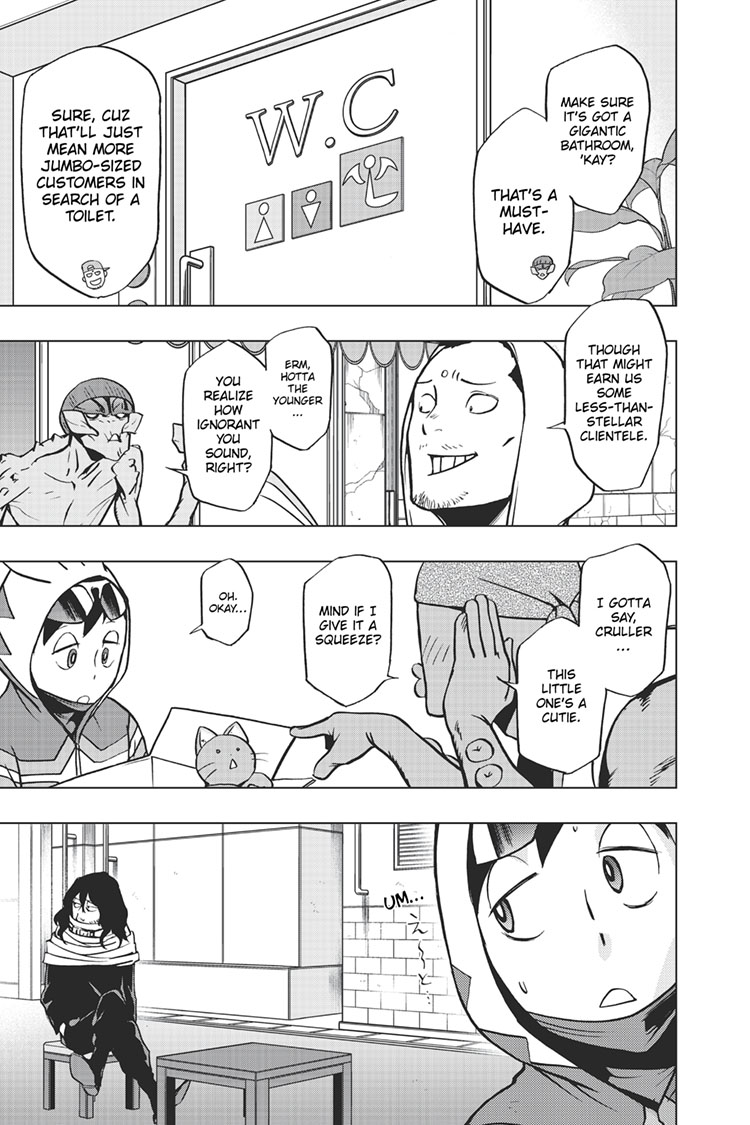 MAKE SURE
IT'S GOT A
GIGANTIC
BATHROOM,
'KAY?
THAT'S A
MUST-
HAVE.
W.C
SURE, CUZ
THAT'LL JUST
MEAN MORE
JUMBO-SIZED
CUSTOMERS IN
SEARCH OF A
TOILET.
THOUGH
THAT MIGHT
EARN US
SOME
LESS-THAN-
STELLAR
CLIENTELE.
ERM,
HOTTA
THE
YOUNGER
...
YOU
REALIZE
HOW
IGNORANT
YOU
SOUND,
RIGHT?
I GOTTA
SAY,
CRULLER
...
THIS
LITTLE
ONE'S A
CUTIE.
MIND IF I
GIVE IT A
SQUEEZE?
OH.
OKAY...
UM...
え〜と…